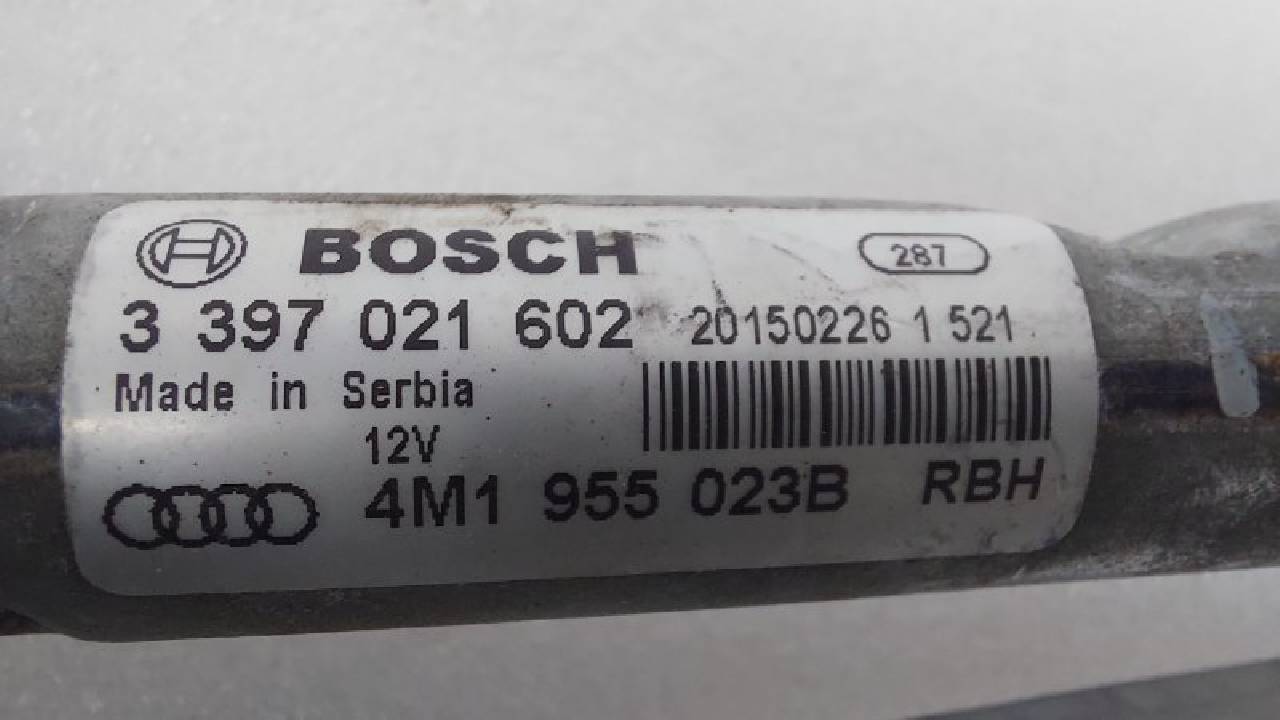 BOSCH 287
3 397 021 602 20150226 1 521
Made in Serbia
12V
4M1 955 023B RBH